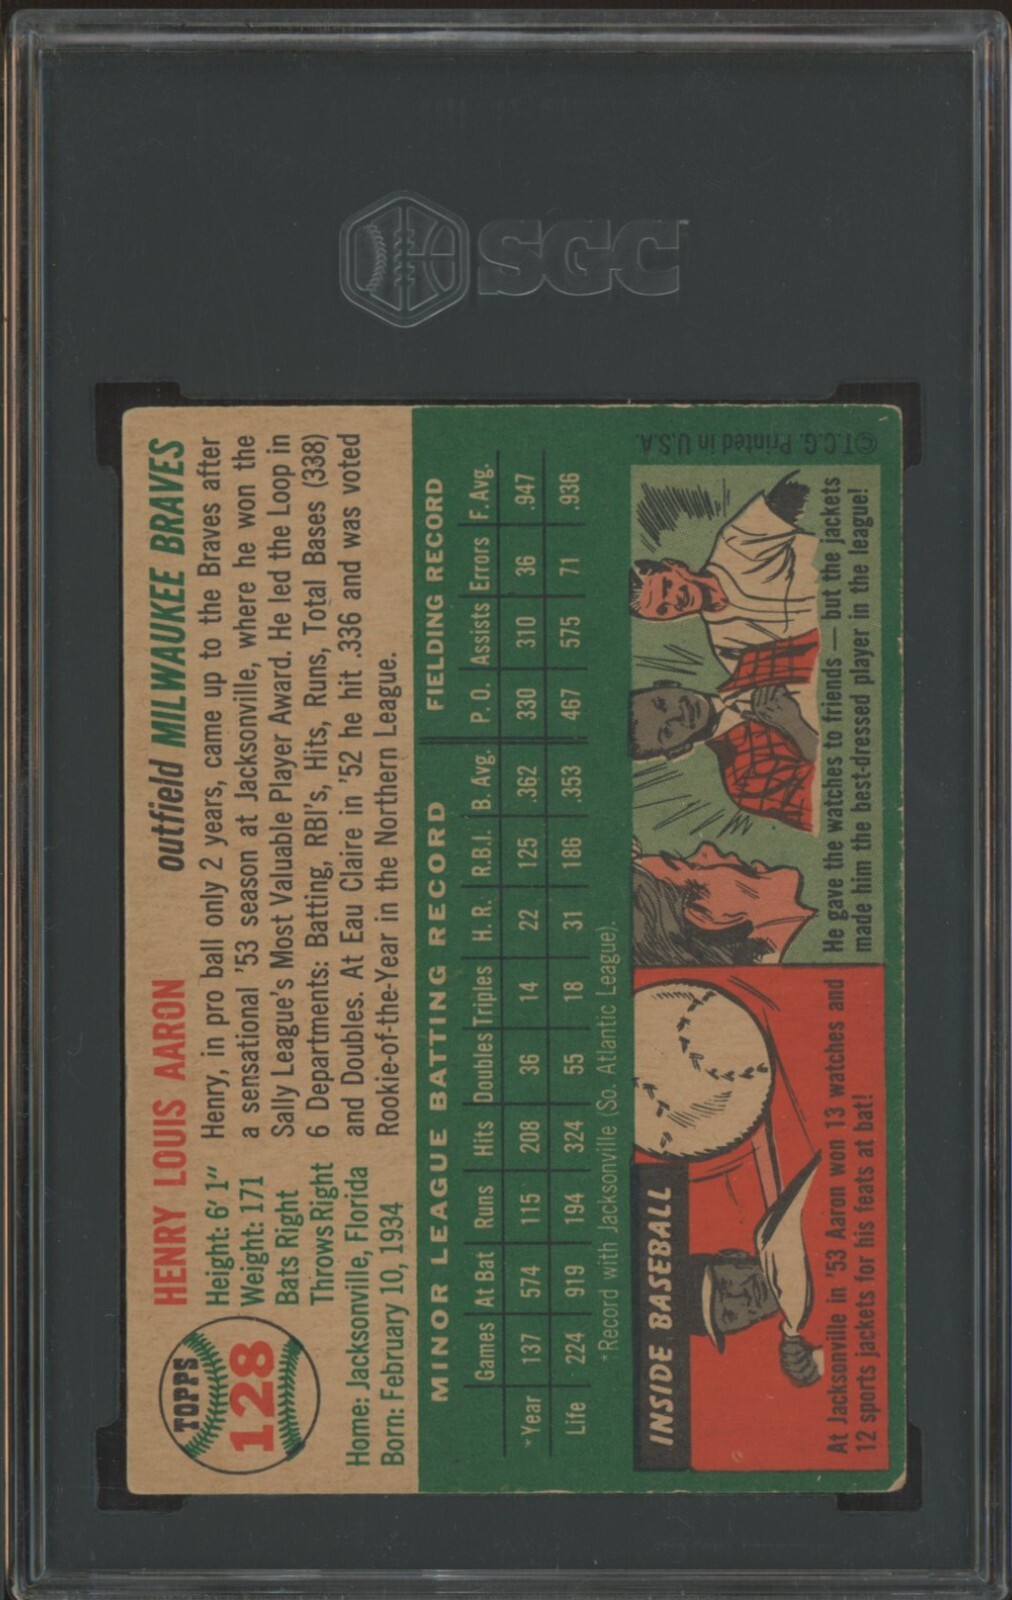 SGC
TOPPS
128
HENRY LOUIS AARON
outfield MILWAUKEE BRAVES
Height: 6' 1"
Weight: 171
Bats Right
Throws Right
Home: Jacksonville, Florida
Born: February 10, 1934
Henry, in pro ball only 2 years, came up to the Braves after
a sensational '53 season at Jacksonville, where he won the
Sally League's Most Valuable Player Award. He led the Loop in
6 Departments: Batting, RBI's, Hits, Runs, Total Bases (338)
and Doubles. At Eau Claire in '52 he hit .336 and was voted
Rookie-of-the-Year in the Northern League.
MINOR LEAGUE BATTING RECORD FIELDING RECORD
Games At Bat Runs Hits Doubles Triples H. R. R.B.I. B. Avg. P. O. Assists Errors F. Avg.
*Year 137 574 115 208 36 14 22 125 .362 330 310 36 .947
Life 224 919 194 324 55 18 31 186 .353 467 575 71 .936
*Record with Jacksonville (So. Atlantic League).
INSIDE BASEBALL
At Jacksonville in '53 Aaron won 13 watches and
12 sports jackets for his feats at bat!
He gave the watches to friends — but the jackets
made him the best-dressed player in the league!
©T.C.G. Printed in U.S.A.